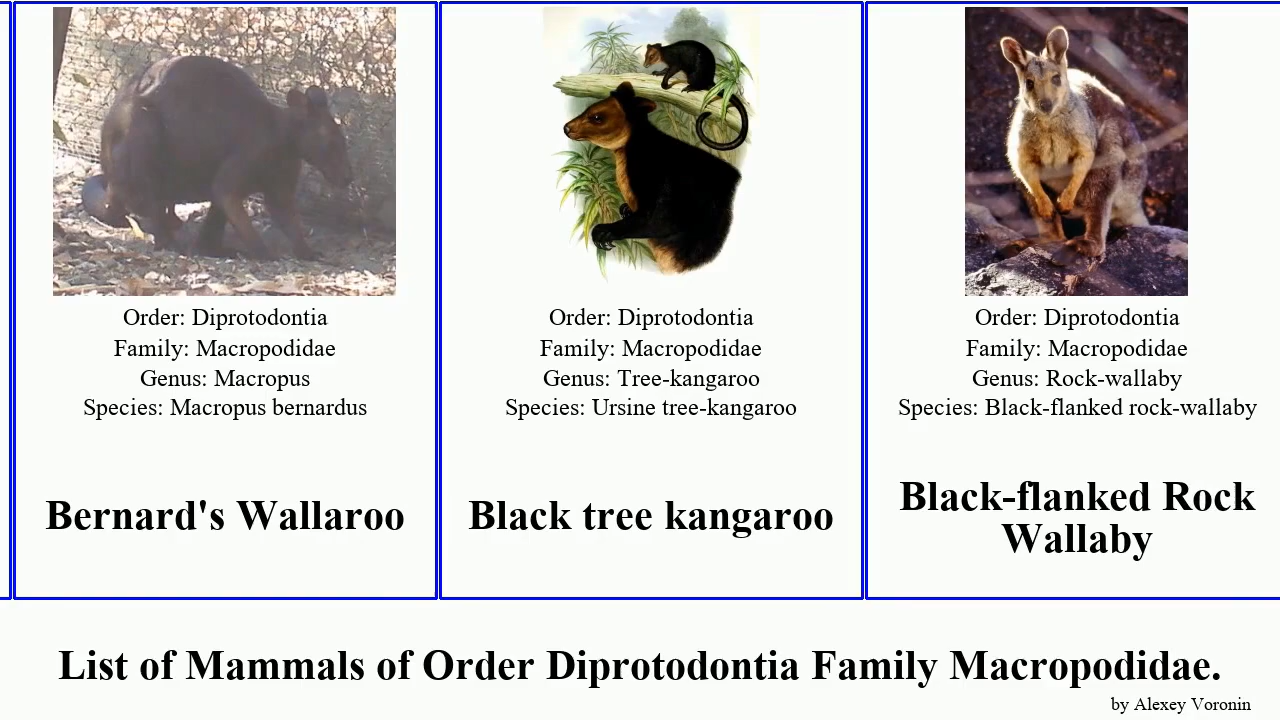 Order: Diprotodontia
Family: Macropodidae
Genus: Macropus
Species: Macropus bernardus
Bernard's Wallaroo
Order: Diprotodontia
Family: Macropodidae
Genus: Tree-kangaroo
Species: Ursine tree-kangaroo
Black tree kangaroo
Order: Diprotodontia
Family: Macropodidae
Genus: Rock-wallaby
Species: Black-flanked rock-wallaby
Black-flanked Rock
Wallaby
List of Mammals of Order Diprotodontia Family Macropodidae.
by Alexey Voronin